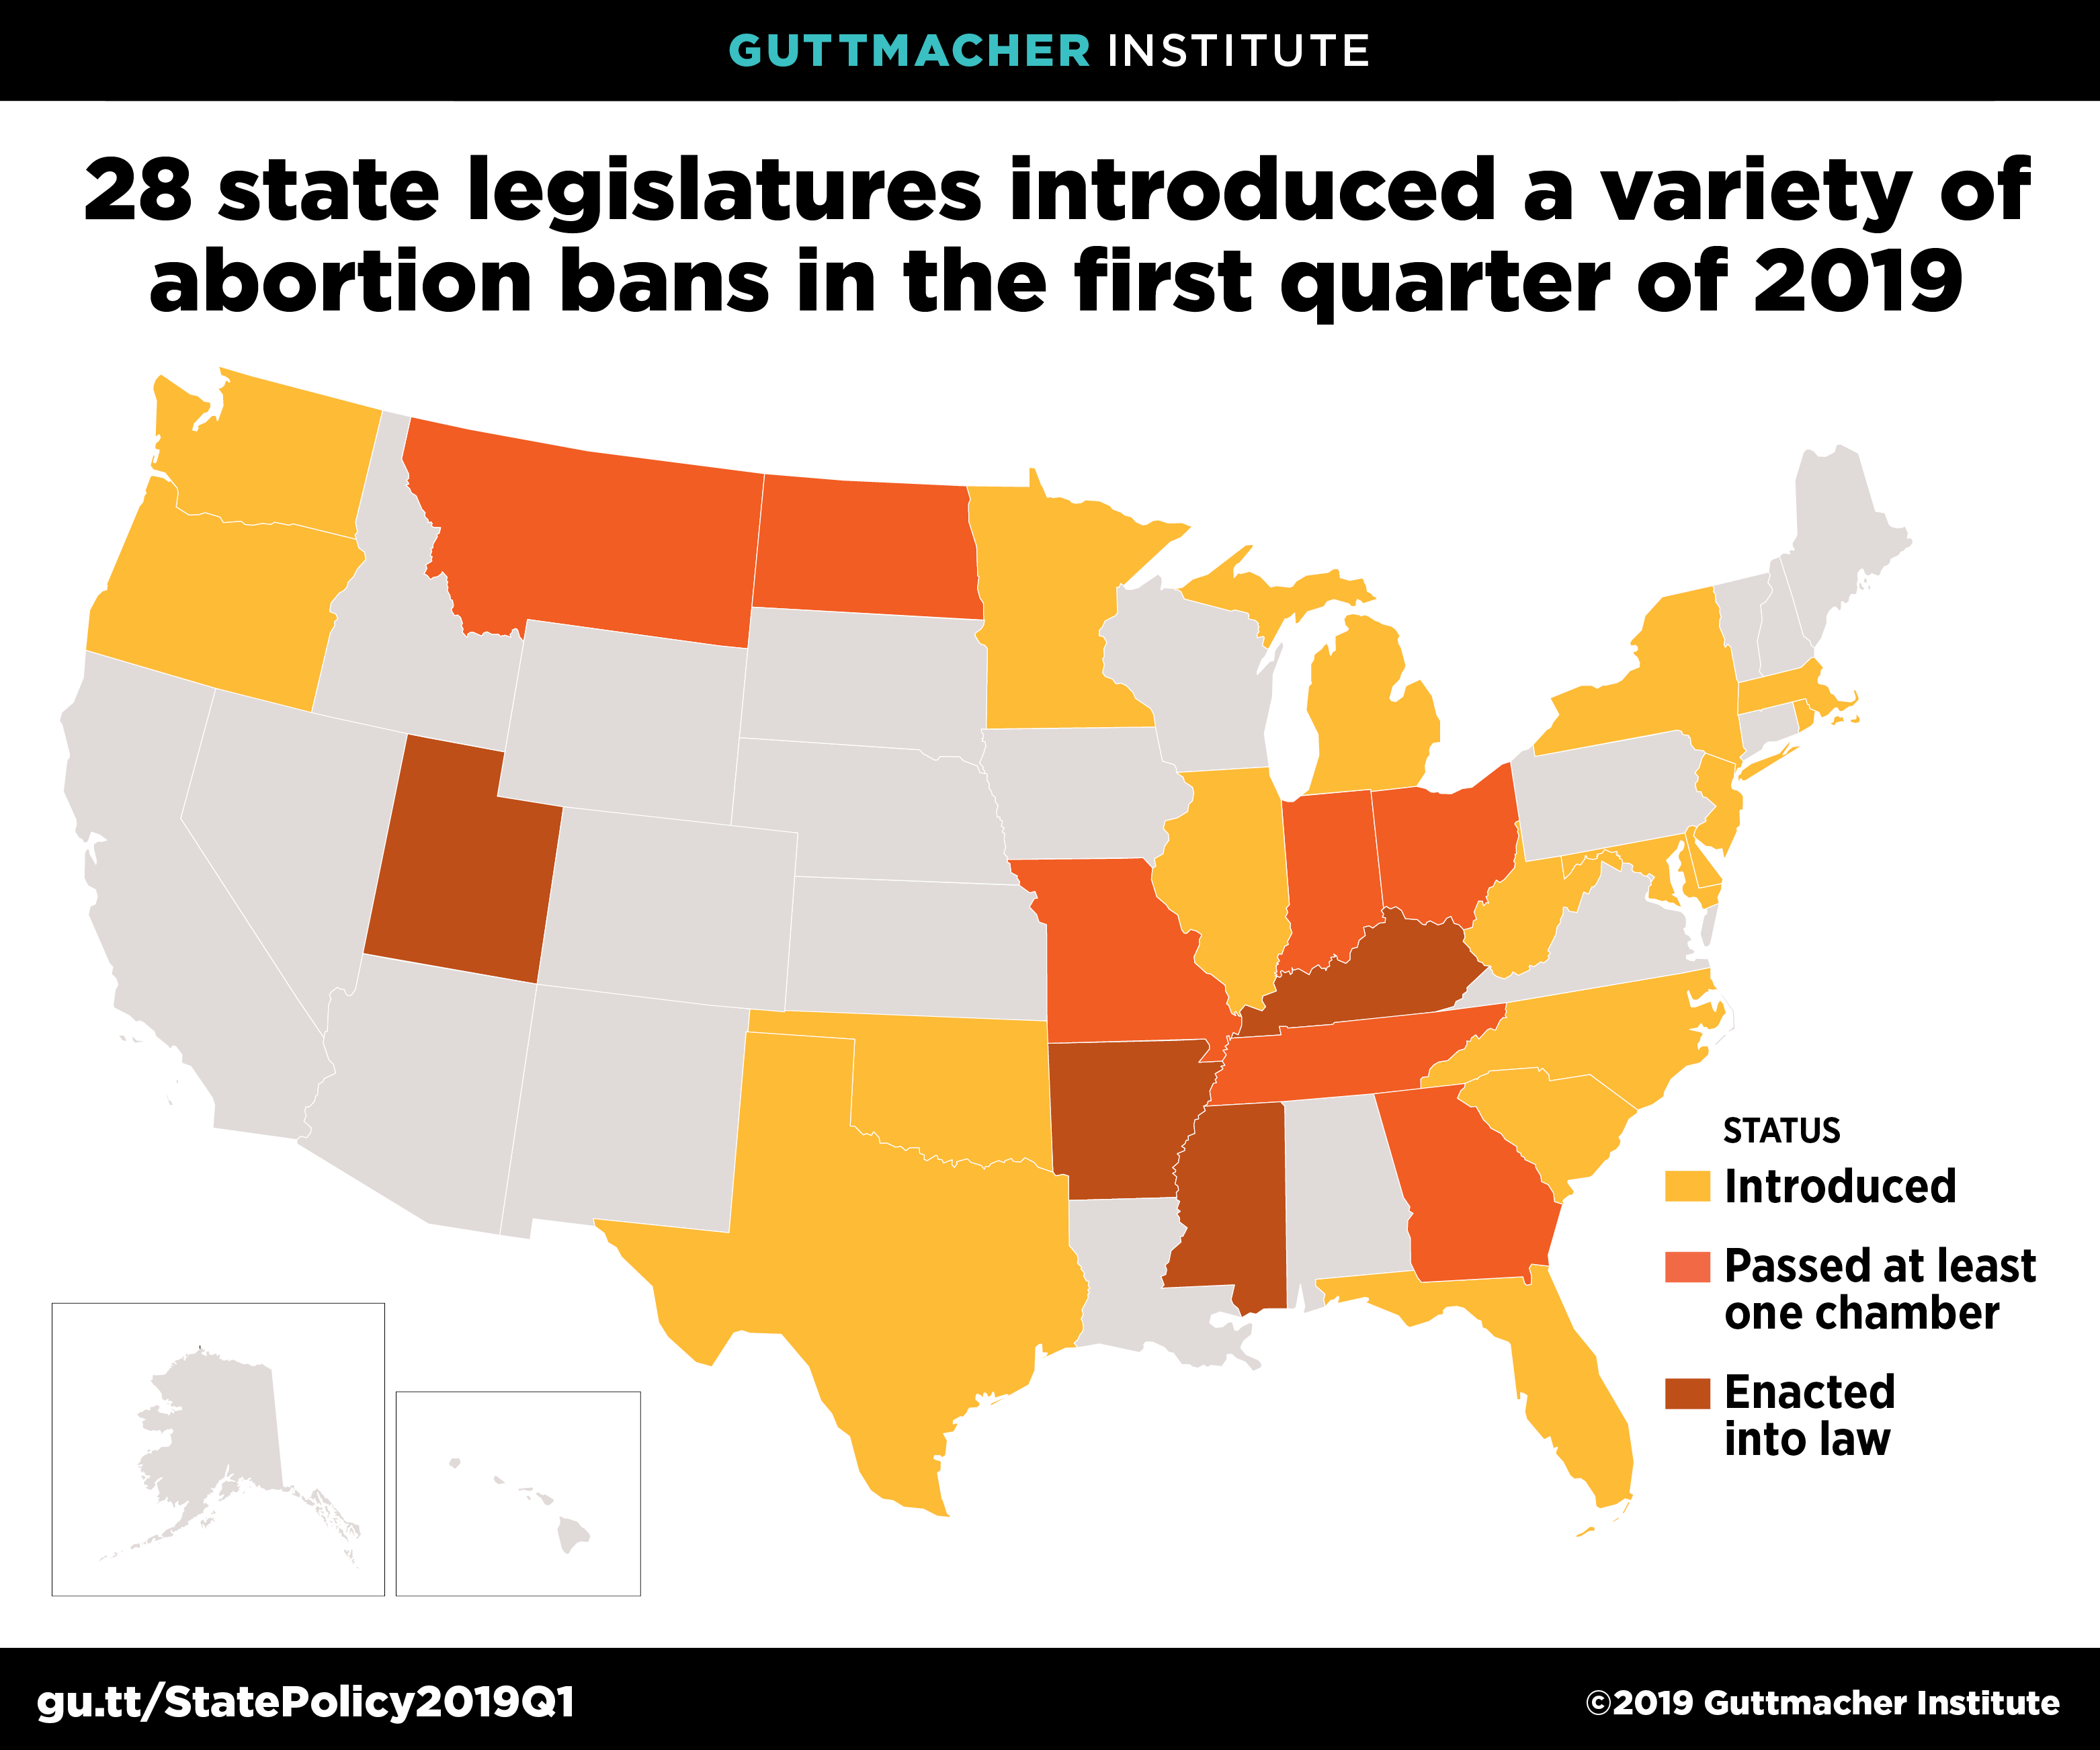 GUTTMACHER INSTITUTE
28 state legislatures introduced a variety of
abortion bans in the first quarter of 2019
STATUS
Introduced
Passed at least
one chamber
Enacted
into law
gu.tt/StatePolicy2019Q1
©2019 Guttmacher Institute